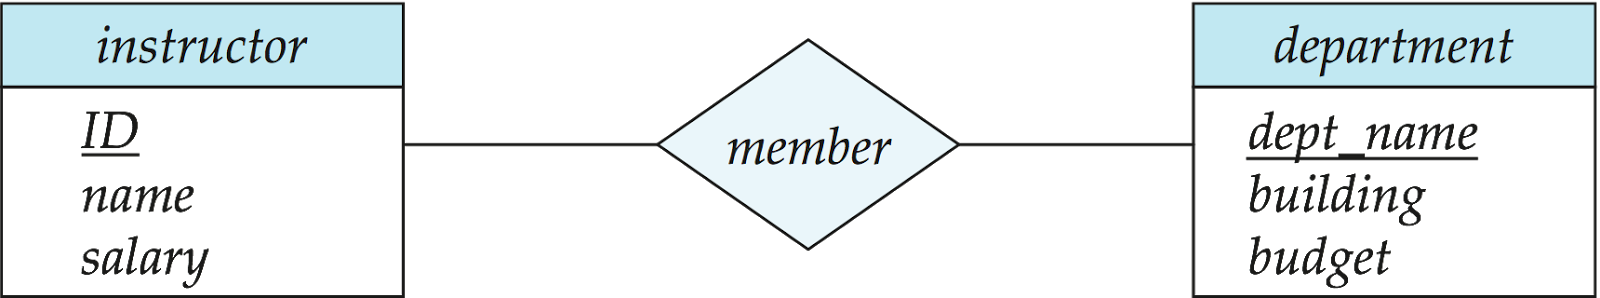 instructor
ID
name
salary
member
department
dept_name
building
budget